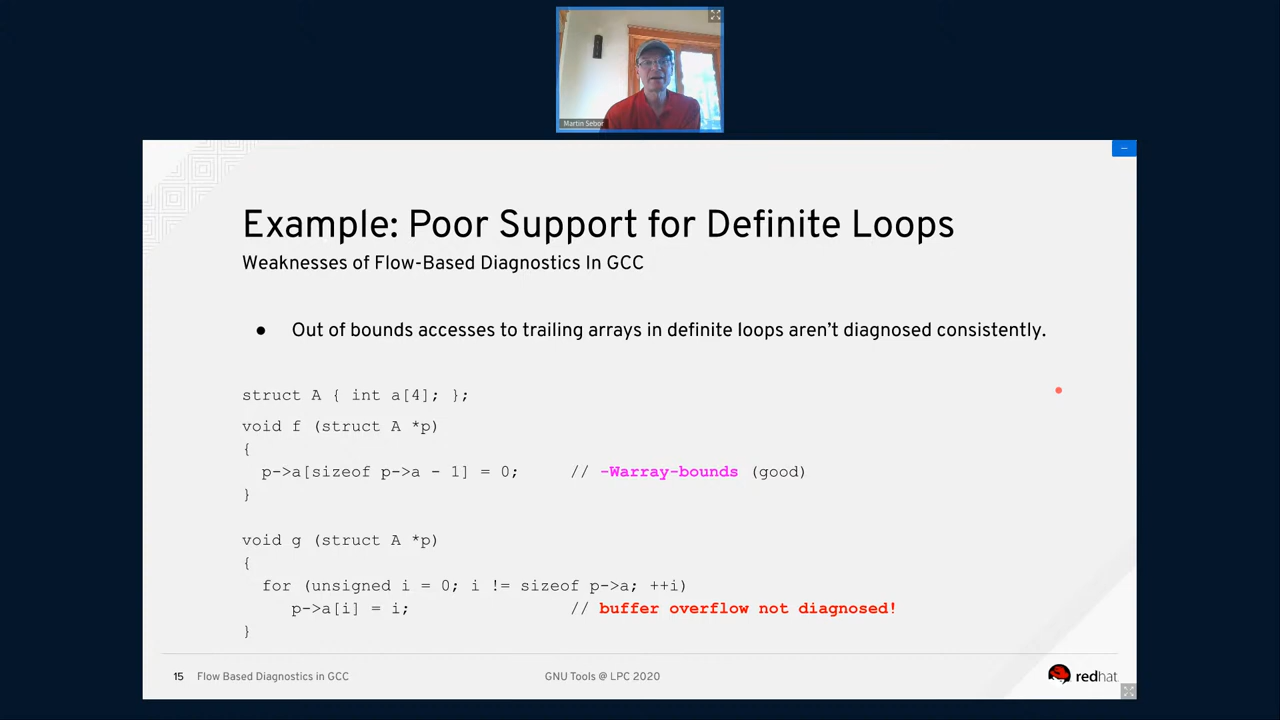 Martin Sebor
Example: Poor Support for Definite Loops
Weaknesses of Flow-Based Diagnostics In GCC
● Out of bounds accesses to trailing arrays in definite loops aren't diagnosed consistently.
struct A { int a[4]; };
void f (struct A *p)
{
p->a[sizeof p->a - 1] = 0; // -Warray-bounds (good)
}
void g (struct A *p)
{
for (unsigned i = 0; i != sizeof p->a; ++i)
p->a[i] = i; // buffer overflow not diagnosed!
}
15 Flow Based Diagnostics in GCC GNU Tools @ LPC 2020 redhat.